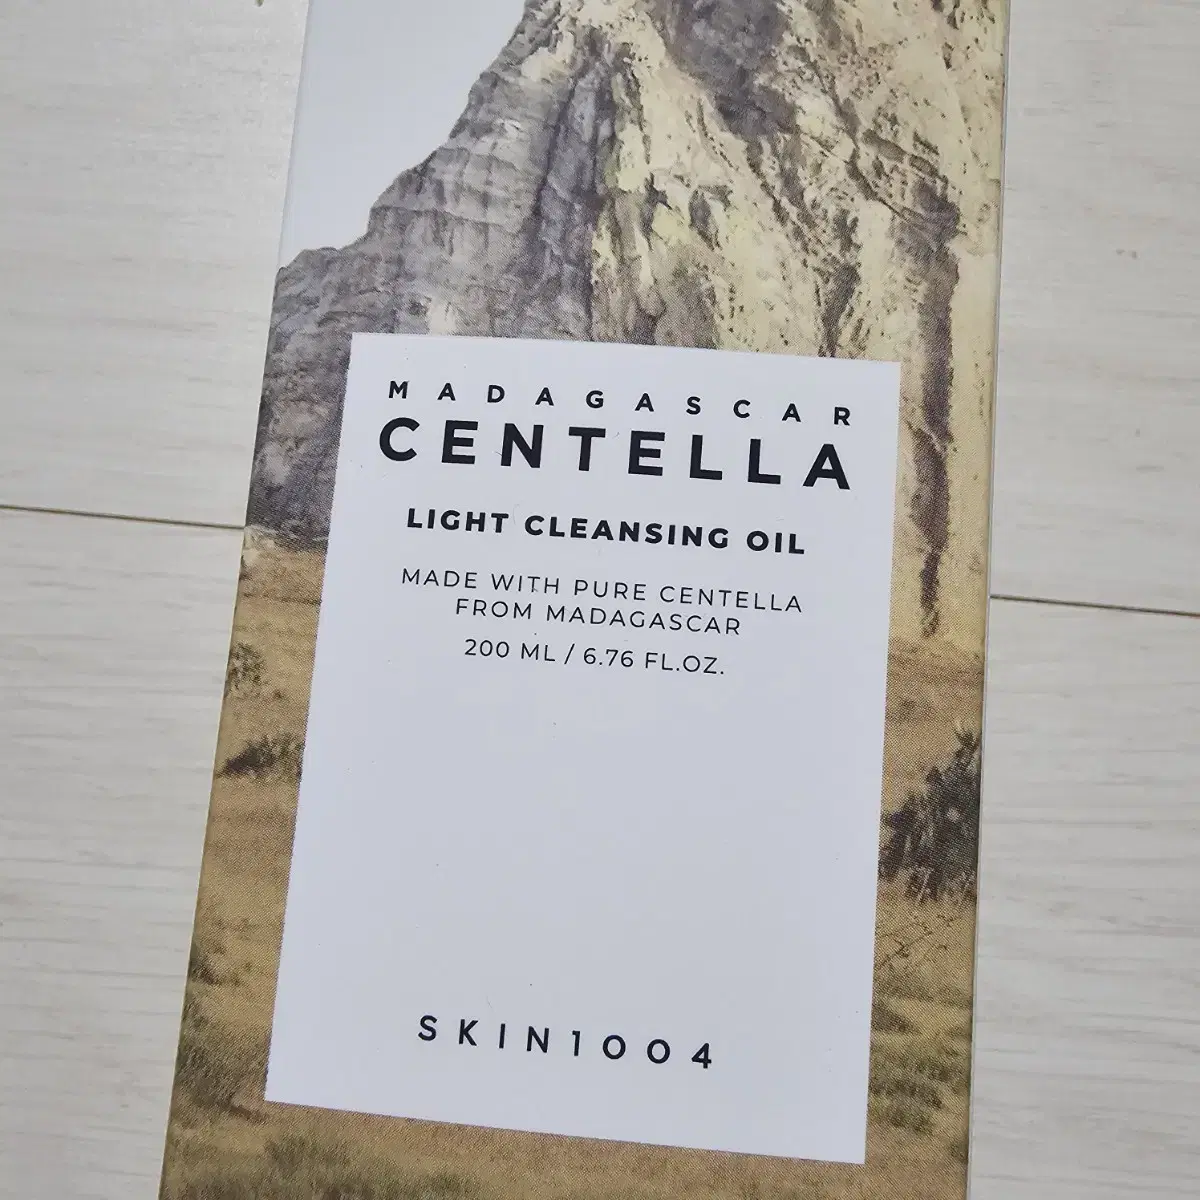 MADAGASCAR
CENTELLA
LIGHT CLEANSING OIL
MADE WITH PURE CENTELLA
FROM MADAGASCAR
200 ML / 6.76 FL.OZ.
SKIN1004